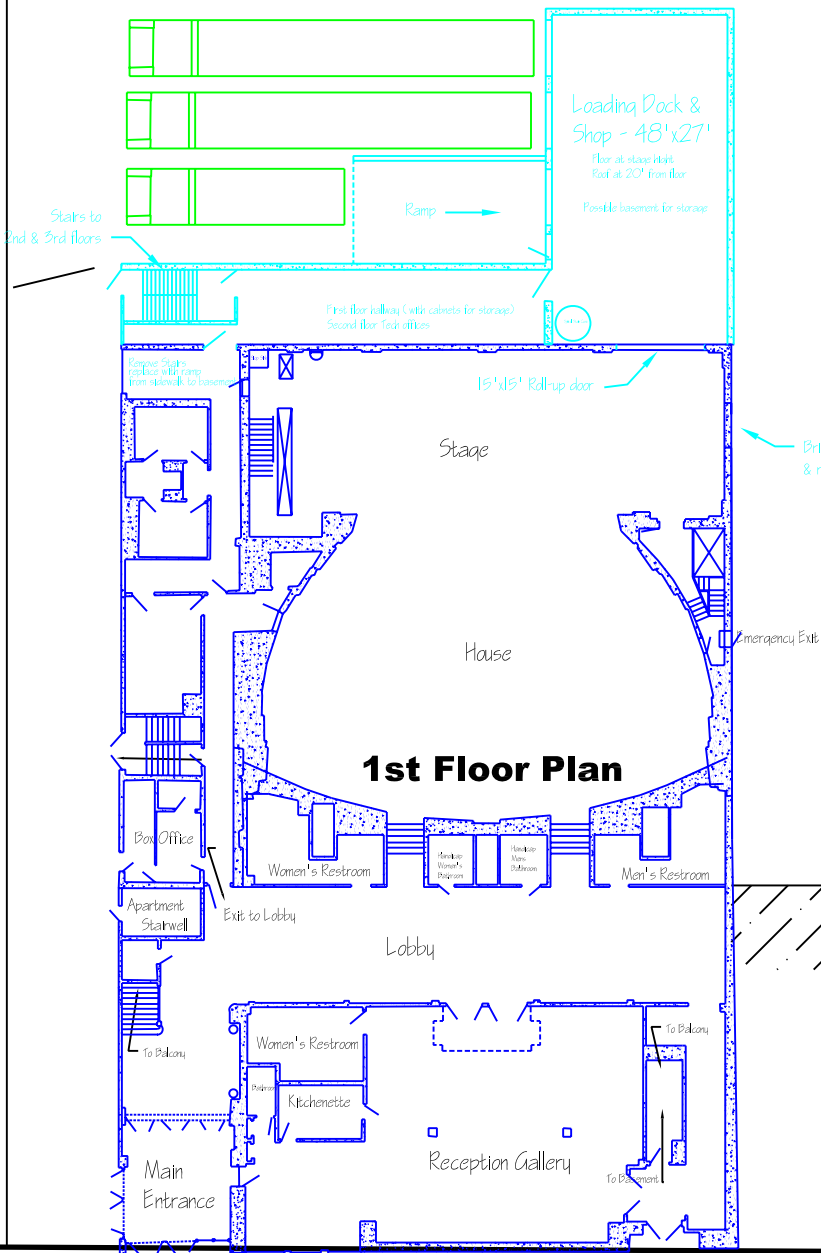 Loading Dock &
Shop - 48'x27'
Floor at stage hight
Roof at 20' from floor
Possible basement for storage
Ramp
Stairs to
2nd & 3rd floors
First floor hallway ( with cabinets for storage)
Second floor Tech offices
Remove Stairs
replace with ramp
from sidewalk to basement
15'x15' Roll-up door
Stage
& r
House
Emergency Exit
1st Floor Plan
Box Office
Women's Restroom
Handicap
Women's
Bathroom
Handicap
Mens
Bathroom
Men's Restroom
Apartment
Stairwell
Exit to Lobby
Lobby
To Balcony
Women's Restroom
To Balcony
Bathroom
Kitchenette
Reception Gallery
Main
Entrance
To Basement